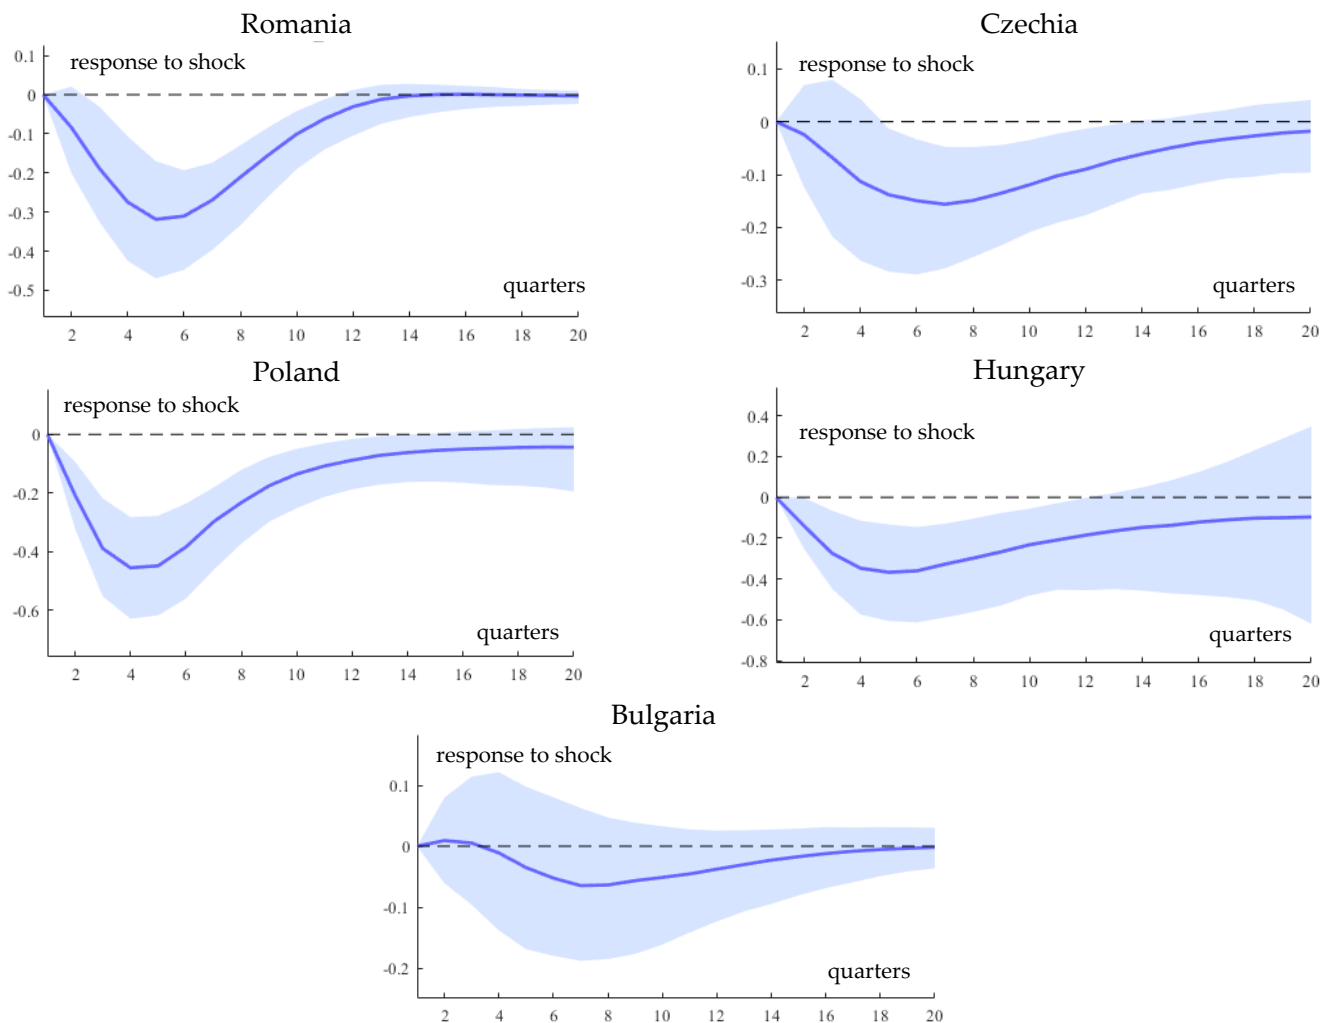 Romania
response to shock
0.1
0
-0.1
-0.2
-0.3
-0.4
-0.5
quarters
2 4 6 8 10 12 14 16 18 20
Czechia
response to shock
0.1
0
-0.1
-0.2
-0.3
quarters
2 4 6 8 10 12 14 16 18 20
Poland
response to shock
0
-0.2
-0.4
-0.6
quarters
2 4 6 8 10 12 14 16 18 20
Hungary
0.4
response to shock
0.2
0
-0.2
-0.4
-0.6
quarters
-0.8
2 4 6 8 10 12 14 16 18 20
Bulgaria
response to shock
0.1
0
-0.1
-0.2
quarters
2 4 6 8 10 12 14 16 18 20